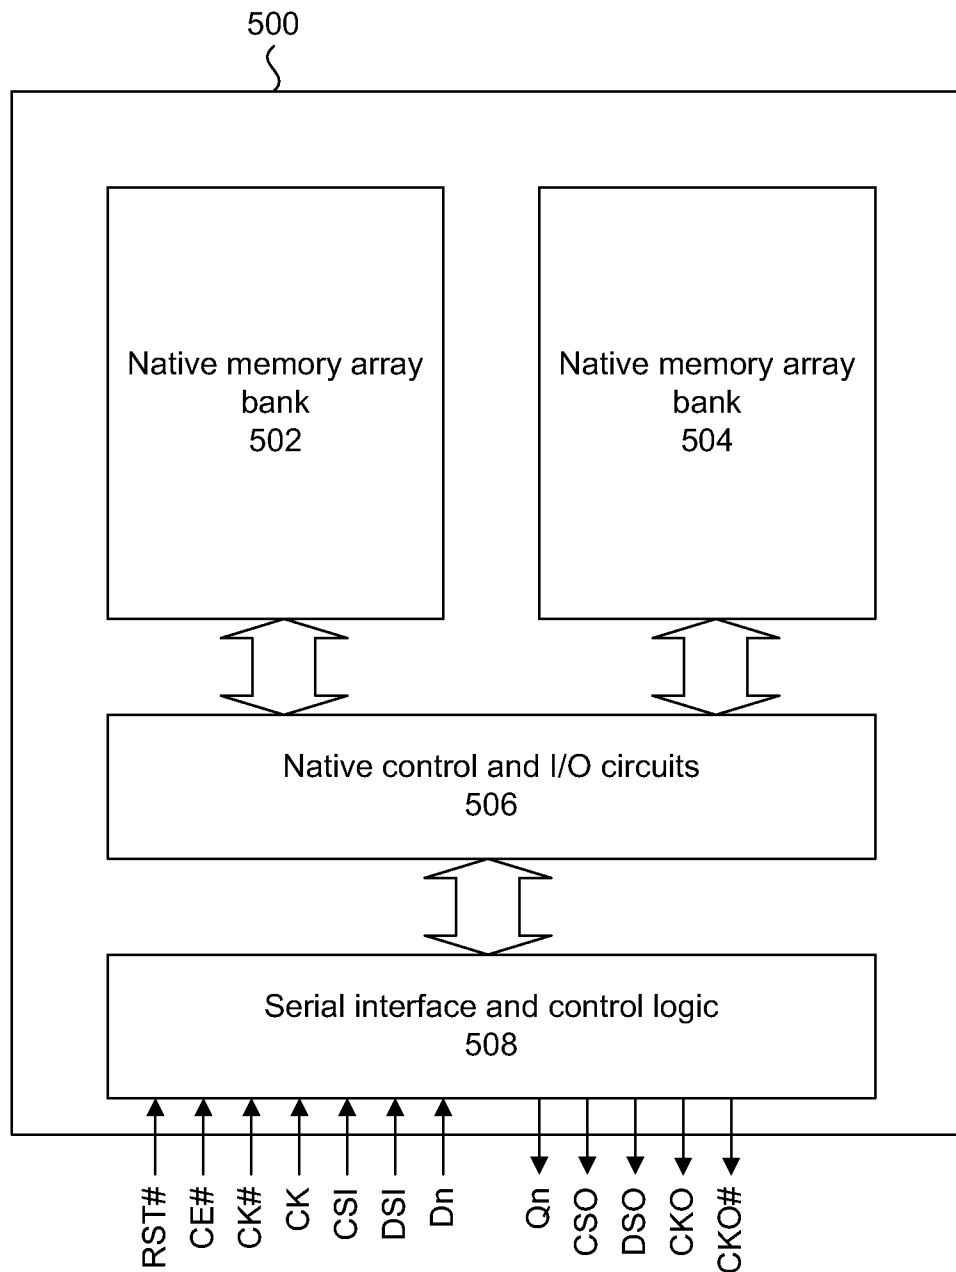 500
Native memory array
bank
502
Native memory array
bank
504
Native control and I/O circuits
506
Serial interface and control logic
508
RST#
CE#
CK#
CK
CSI
DSI
Dn
Qn
CSO
DSO
CKO
CKO#